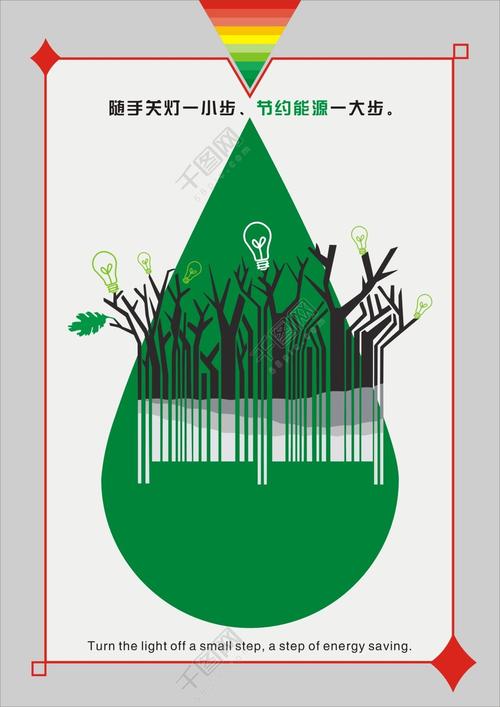 随手关灯一小步、节约能源一大步。
Turn the light off a small step, a step of energy saving.